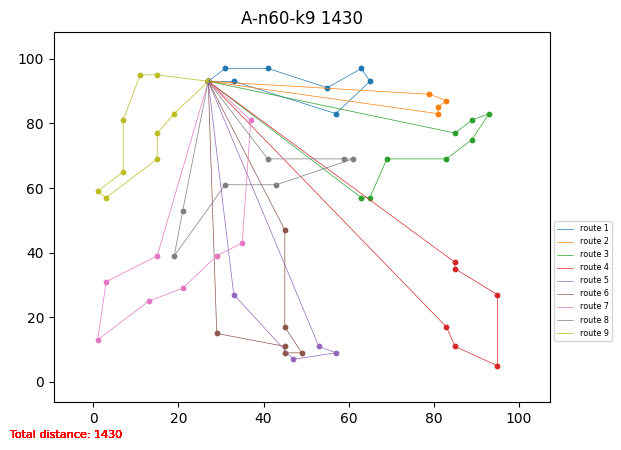 A-n60-k9 1430
100
80
60
40
20
0
0 20 40 60 80 100
route 1
route 2
route 3
route 4
route 5
route 6
route 7
route 8
route 9
Total distance: 1430